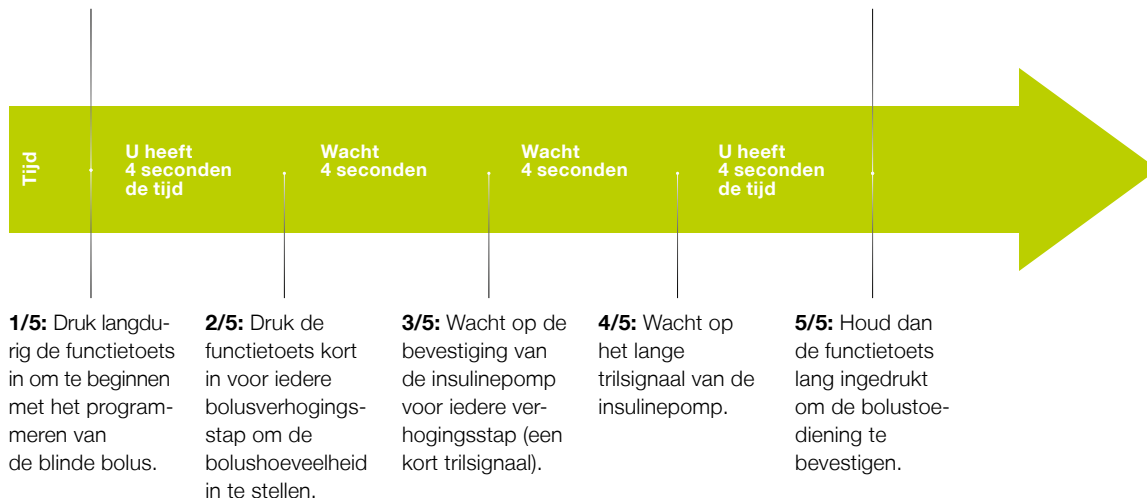 Tijd
U heeft
4 seconden
de tijd
Wacht
4 seconden
Wacht
4 seconden
U heeft
4 seconden
de tijd
1/5: Druk langdu-
rig de functietoets
in om te beginnen
met het program-
meren van
de blinde bolus.
2/5: Druk de
functietoets kort
in voor iedere
bolusverhogings-
stap om de
bolushoeveelheid
in te stellen.
3/5: Wacht op de
bevestiging van
de insulinepomp
voor iedere ver-
hogingsstap (een
kort trilsignaal).
4/5: Wacht op
het lange
trilsignaal van de
insulinepomp.
5/5: Houd dan
de functietoets
lang ingedrukt
om de bolustoe-
diening te
bevestigen.